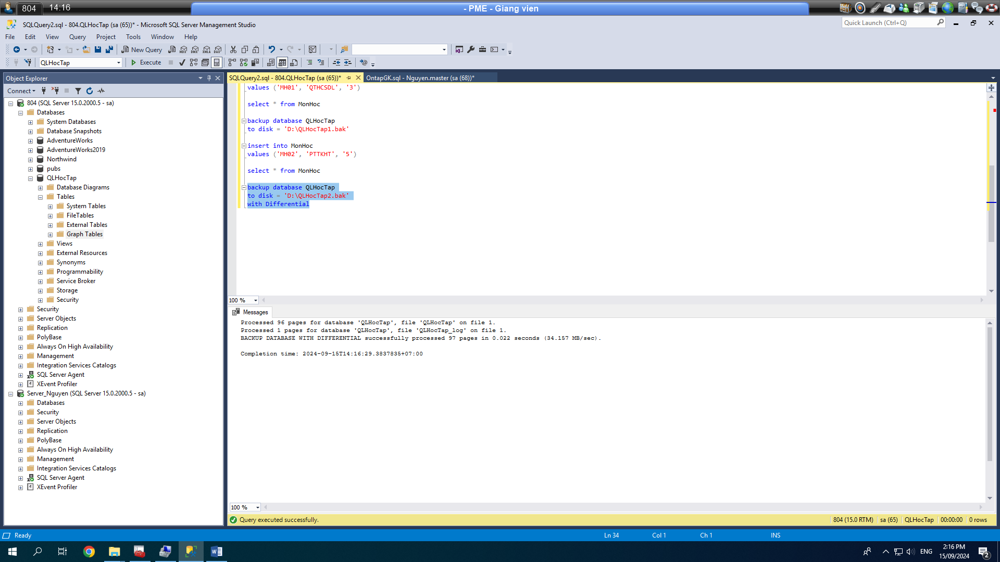 804 14:16 - PME - Giang vien
SQLQuery2.sql - 804.QLHocTap (sa (65))* - Microsoft SQL Server Management Studio
Quick Launch (Ctrl+Q)
File Edit View Query Project Tools Window Help
New Query MDX DMX XMLA DAX
QLHocTap Execute
Object Explorer
Connect
804 (SQL Server 15.0.2000.5 - sa)
Databases
System Databases
Database Snapshots
AdventureWorks
AdventureWorks2019
Northwind
pubs
QLHocTap
Database Diagrams
Tables
System Tables
FileTables
External Tables
Graph Tables
Views
External Resources
Synonyms
Programmability
Service Broker
Storage
Security
Security
Server Objects
Replication
PolyBase
Always On High Availability
Management
Integration Services Catalogs
SQL Server Agent
XEvent Profiler
Server_Nguyen (SQL Server 15.0.2000.5 - sa)
Databases
Security
Server Objects
Replication
PolyBase
Always On High Availability
Management
Integration Services Catalogs
SQL Server Agent
XEvent Profiler
SQLQuery2.sql - 804.QLHocTap (sa (65))* OntapGK.sql - Nguyen.master (sa (68))*
values ('MH01', 'QTHCSDL', '3')
select * from MonHoc
backup database QLHocTap
to disk = 'D:\QLHocTap1.bak'
insert into MonHoc
values ('MH02', 'PTTKHT', '5')
select * from MonHoc
backup database QLHocTap
to disk = 'D:\QLHocTap2.bak'
with Differential
100 %
Messages
Processed 96 pages for database 'QLHocTap', file 'QLHocTap' on file 1.
Processed 1 pages for database 'QLHocTap', file 'QLHocTap_log' on file 1.
BACKUP DATABASE WITH DIFFERENTIAL successfully processed 97 pages in 0.022 seconds (34.157 MB/sec).
Completion time: 2024-09-15T14:16:29.3837835+07:00
100 %
Query executed successfully. 804 (15.0 RTM) sa (65) QLHocTap 00:00:00 0 rows
Ready Ln 34 Col 1 Ch 1 INS
ENG 2:16 PM
15/09/2024 2